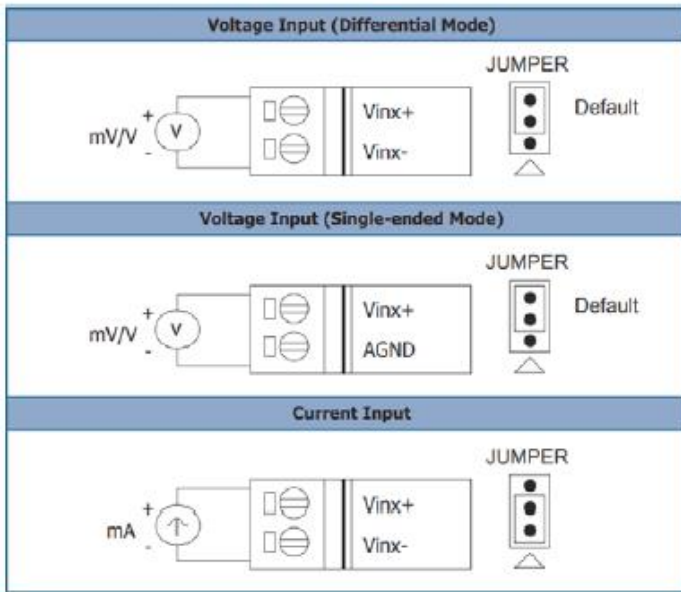 Voltage Input (Differential Mode)
JUMPER
+
mV/V
-
V
Vinx+
Vinx-
Default
Voltage Input (Single-ended Mode)
JUMPER
+
mV/V
-
V
Vinx+
AGND
Default
Current Input
JUMPER
+
mA
-
Vinx+
Vinx-